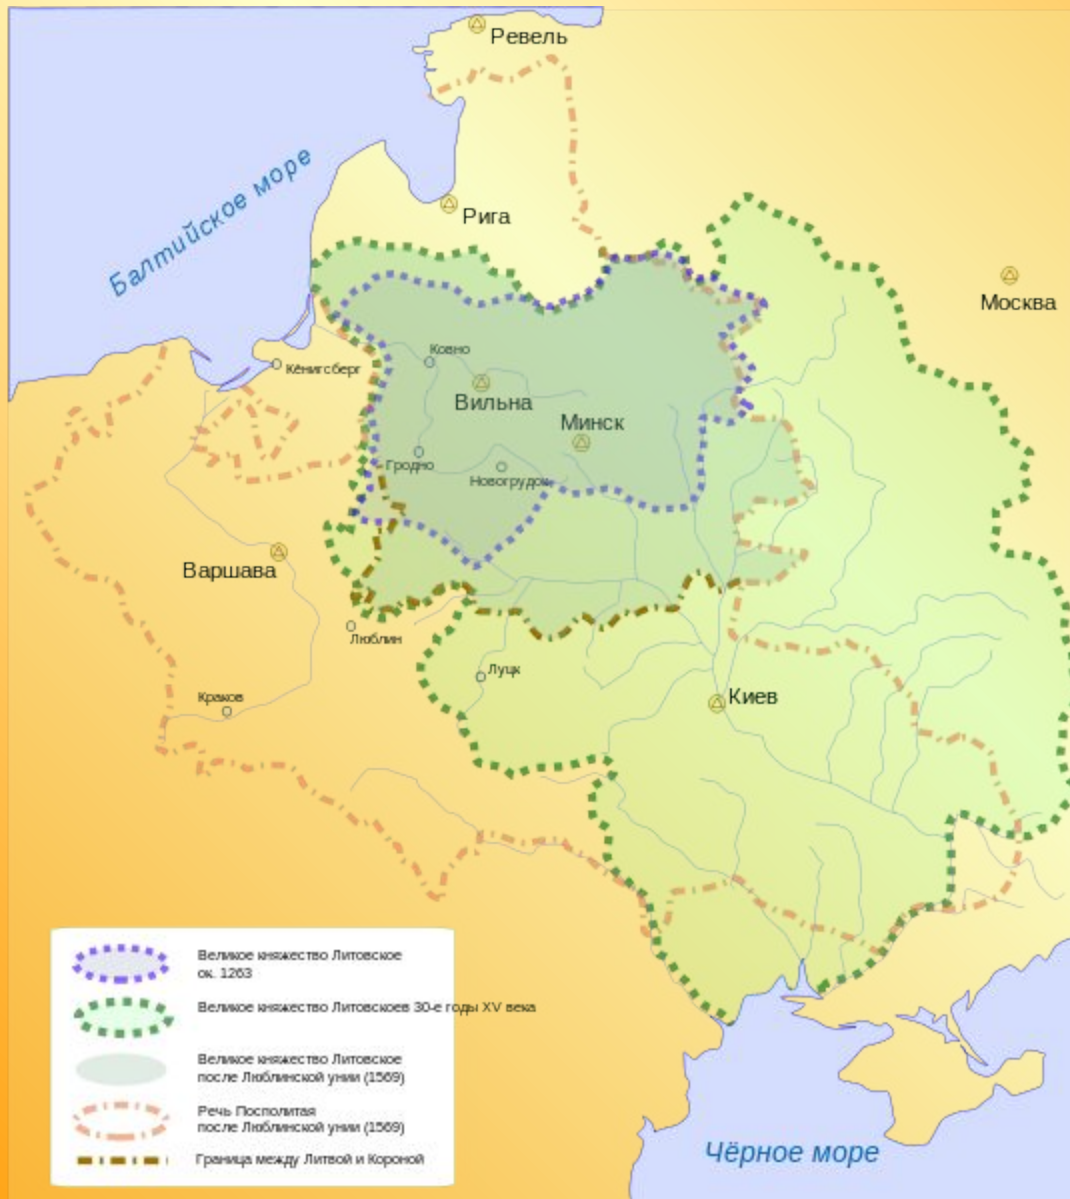 Ревель
Балтийское море
Рига
Москва
Ковно
Кёнигсберг
Вильна
Минск
Гродно
Новогрудок
Варшава
Люблин
Луцк
Краков
Киев
Великое княжество Литовское
ок. 1263
Великое княжество Литовскоев 30-е годы XV века
Великое княжество Литовское
после Люблинской унии (1569)
Речь Посполитая
после Люблинской унии (1569)
Граница между Литвой и Короной
Чёрное море